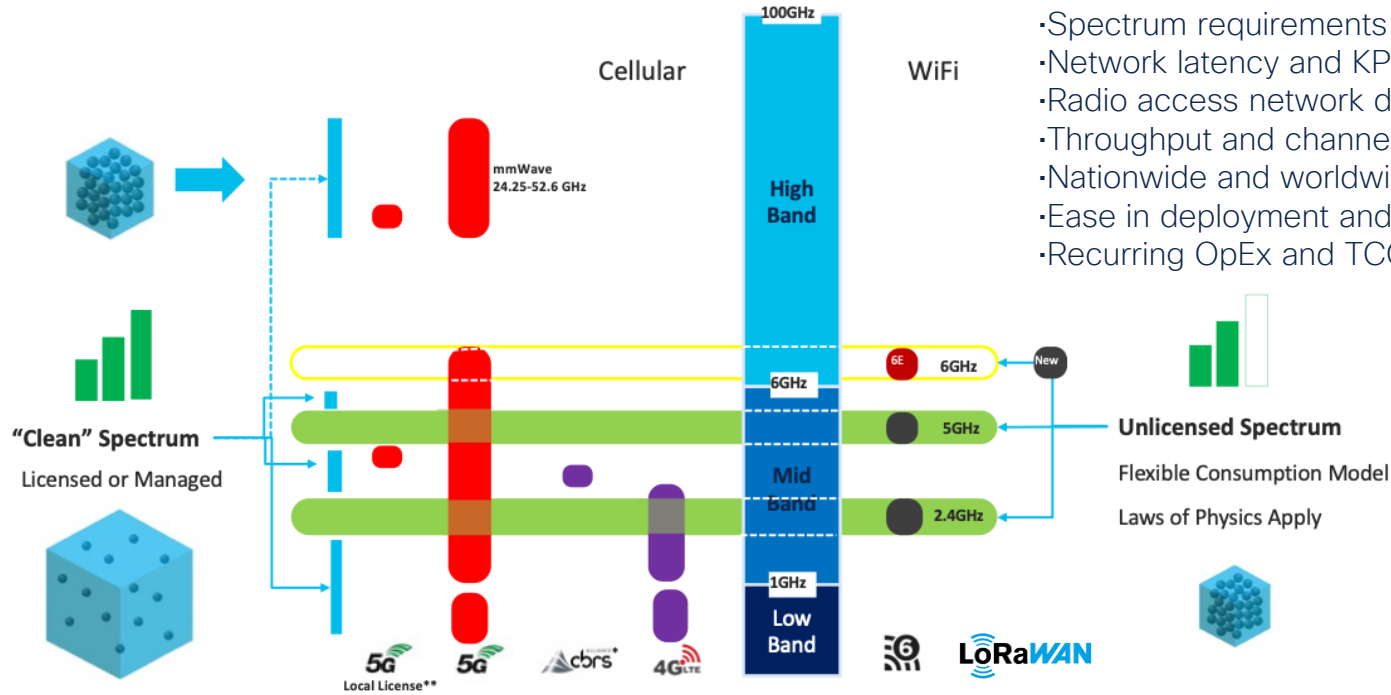 100GHz
Cellular
WiFi
·Spectrum requirements
·Network latency and KP
·Radio access network d
·Throughput and channe
·Nationwide and worldwi
·Ease in deployment and
·Recurring OpEx and TCO
mmWave
24.25-52.6 GHz
High
Band
6E
6GHz
New
6GHz
"Clean" Spectrum
Licensed or Managed
5GHz
Unlicensed Spectrum
Flexible Consumption Model
Laws of Physics Apply
Mid
Band
2.4GHz
1GHz
Low
Band
5G
Local License**
5G
ALLIANCE
cbrs*
4G LTE
6
LoRaWAN